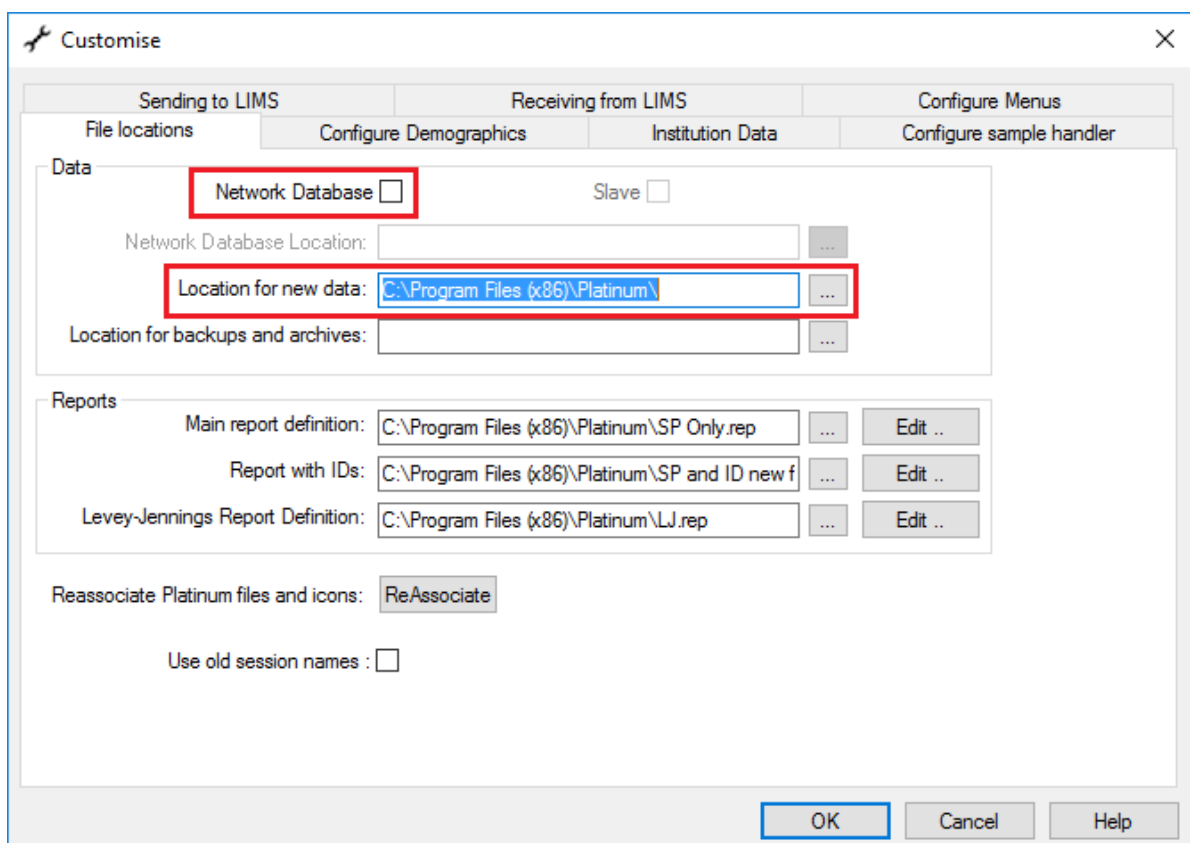 Customise
Sending to LIMS Receiving from LIMS Configure Menus
File locations Configure Demographics Institution Data Configure sample handler
Data
Network Database Slave
Network Database Location: ...
Location for new data: C:\Program Files (x86)\Platinum\ ...
Location for backups and archives: ...
Reports
Main report definition: C:\Program Files (x86)\Platinum\SP Only.rep ... Edit ..
Report with IDs: C:\Program Files (x86)\Platinum\SP and ID new f ... Edit ..
Levey-Jennings Report Definition: C:\Program Files (x86)\Platinum\LJ.rep ... Edit ..
Reassociate Platinum files and icons: ReAssociate
Use old session names :
OK Cancel Help